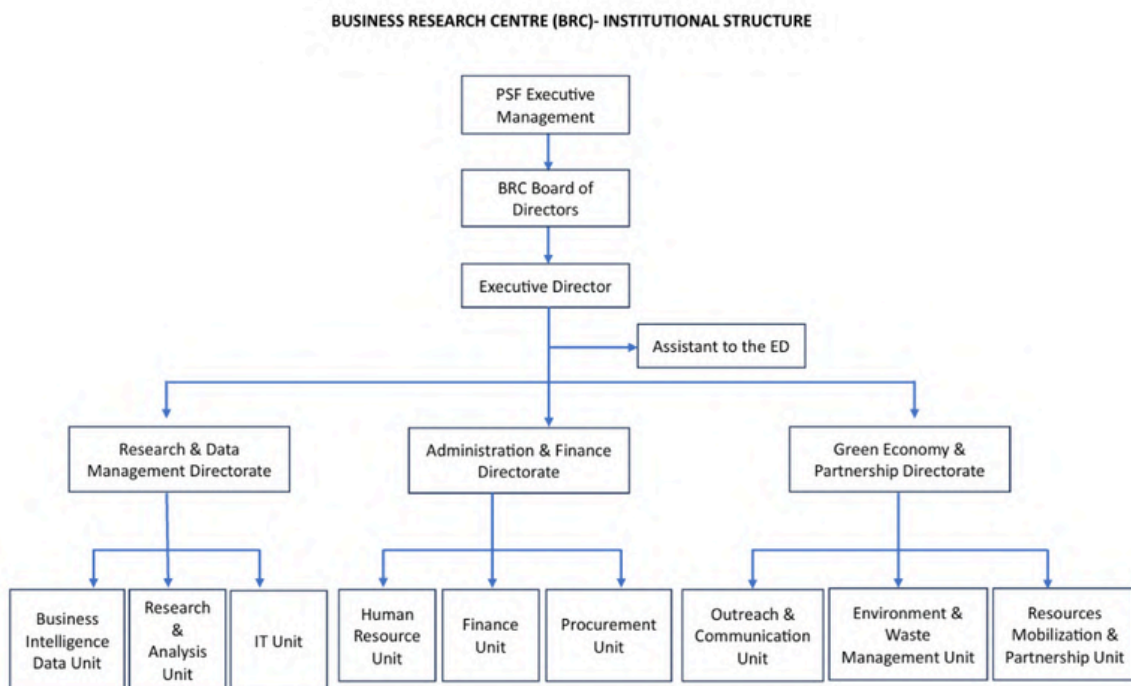 BUSINESS RESEARCH CENTRE (BRC)- INSTITUTIONAL STRUCTURE
PSF Executive
Management
BRC Board of
Directors
Executive Director
Assistant to the ED
Research & Data
Management Directorate
Administration & Finance
Directorate
Green Economy &
Partnership Directorate
Business
Intelligence
Data Unit
Research
&
Analysis
Unit
IT Unit
Human
Resource
Unit
Finance
Unit
Procurement
Unit
Outreach &
Communication
Unit
Environment &
Waste
Management Unit
Resources
Mobilization &
Partnership Unit